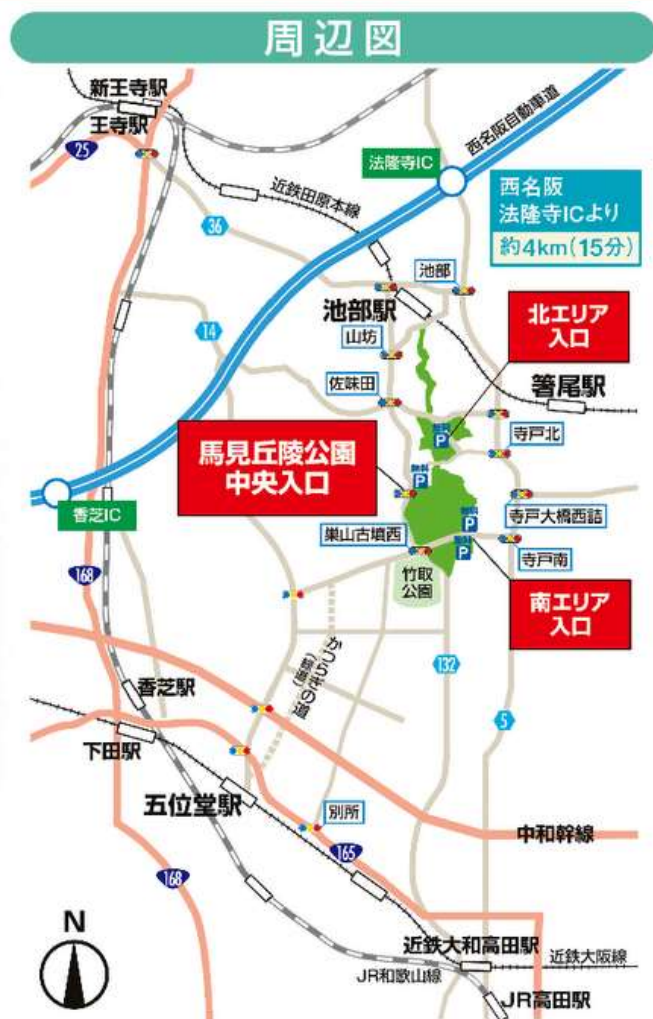 周辺図
新王寺駅
王寺駅
25
近鉄田原本線
西名阪自動車道
法隆寺IC
西名阪
法隆寺ICより
約4km(15分)
36
池部
池部駅
14
山坊
北エリア
入口
佐味田
箸尾駅
寺戸北
無料
P
馬見丘陵公園
中央入口
無料
P
香芝IC
寺戸大橋西詰
無料
P
巣山古墳西
P
寺戸南
168
竹取
公園
南エリア
入口
かつらぎの道
132
香芝駅
5
下田駅
五位堂駅
別所
中和幹線
165
168
N
近鉄大和高田駅
近鉄大阪線
JR和歌山線
JR高田駅